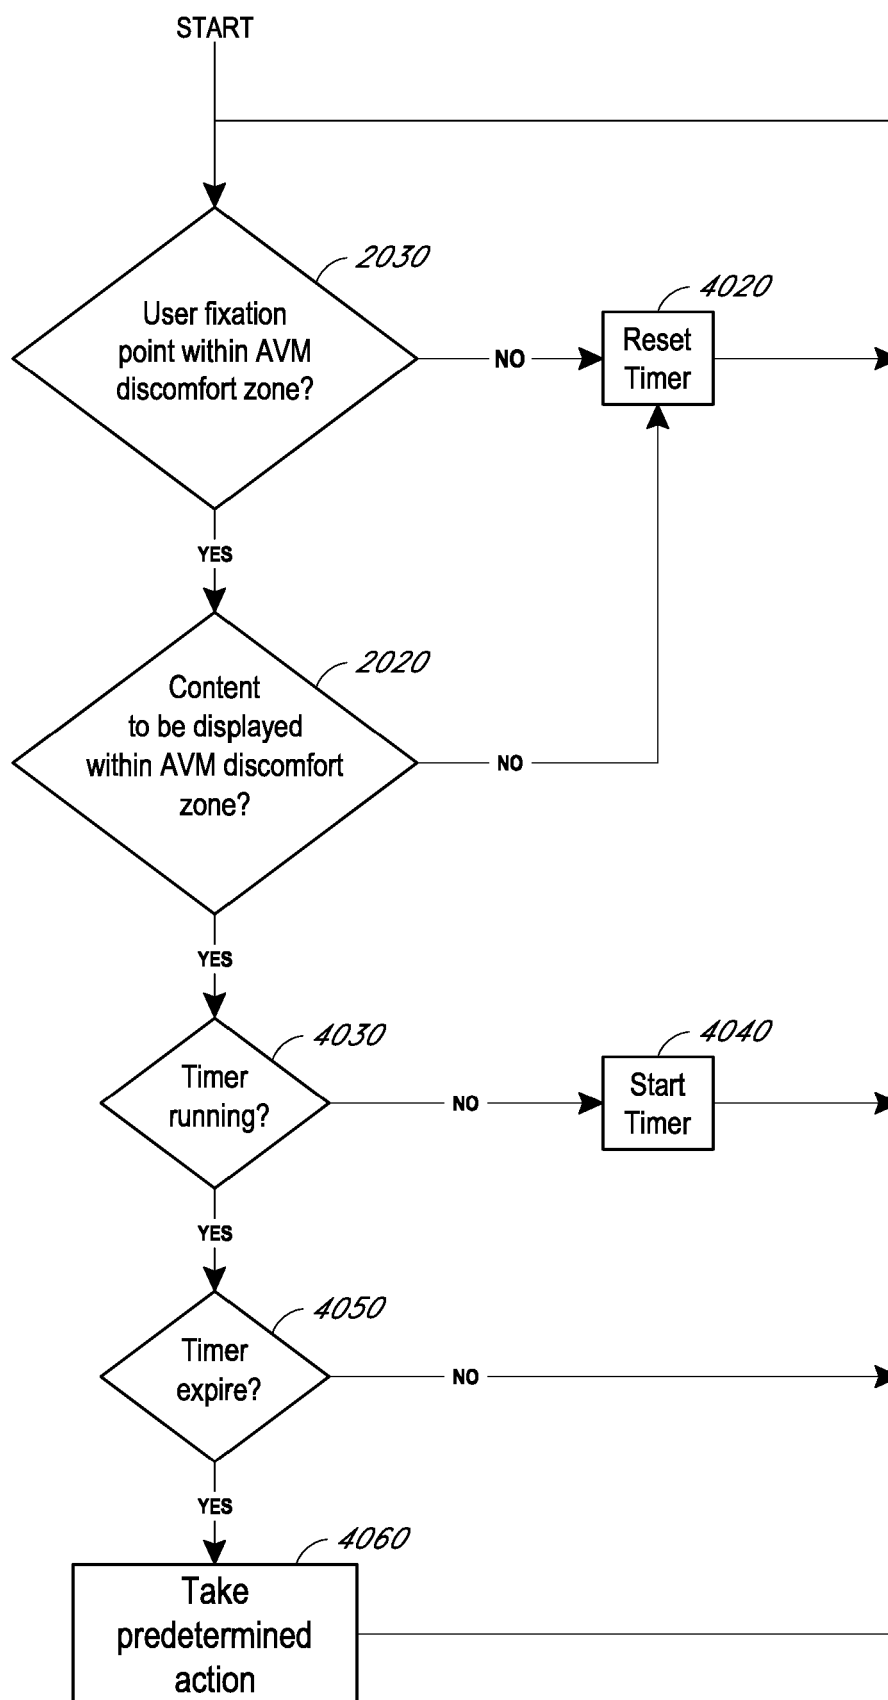 START
2030
User fixation
point within AVM
discomfort zone?
NO
4020
Reset
Timer
YES
2020
Content
to be displayed
within AVM discomfort
zone?
NO
YES
4030
Timer
running?
NO
4040
Start
Timer
YES
4050
Timer
expire?
NO
YES
4060
Take
predetermined
action